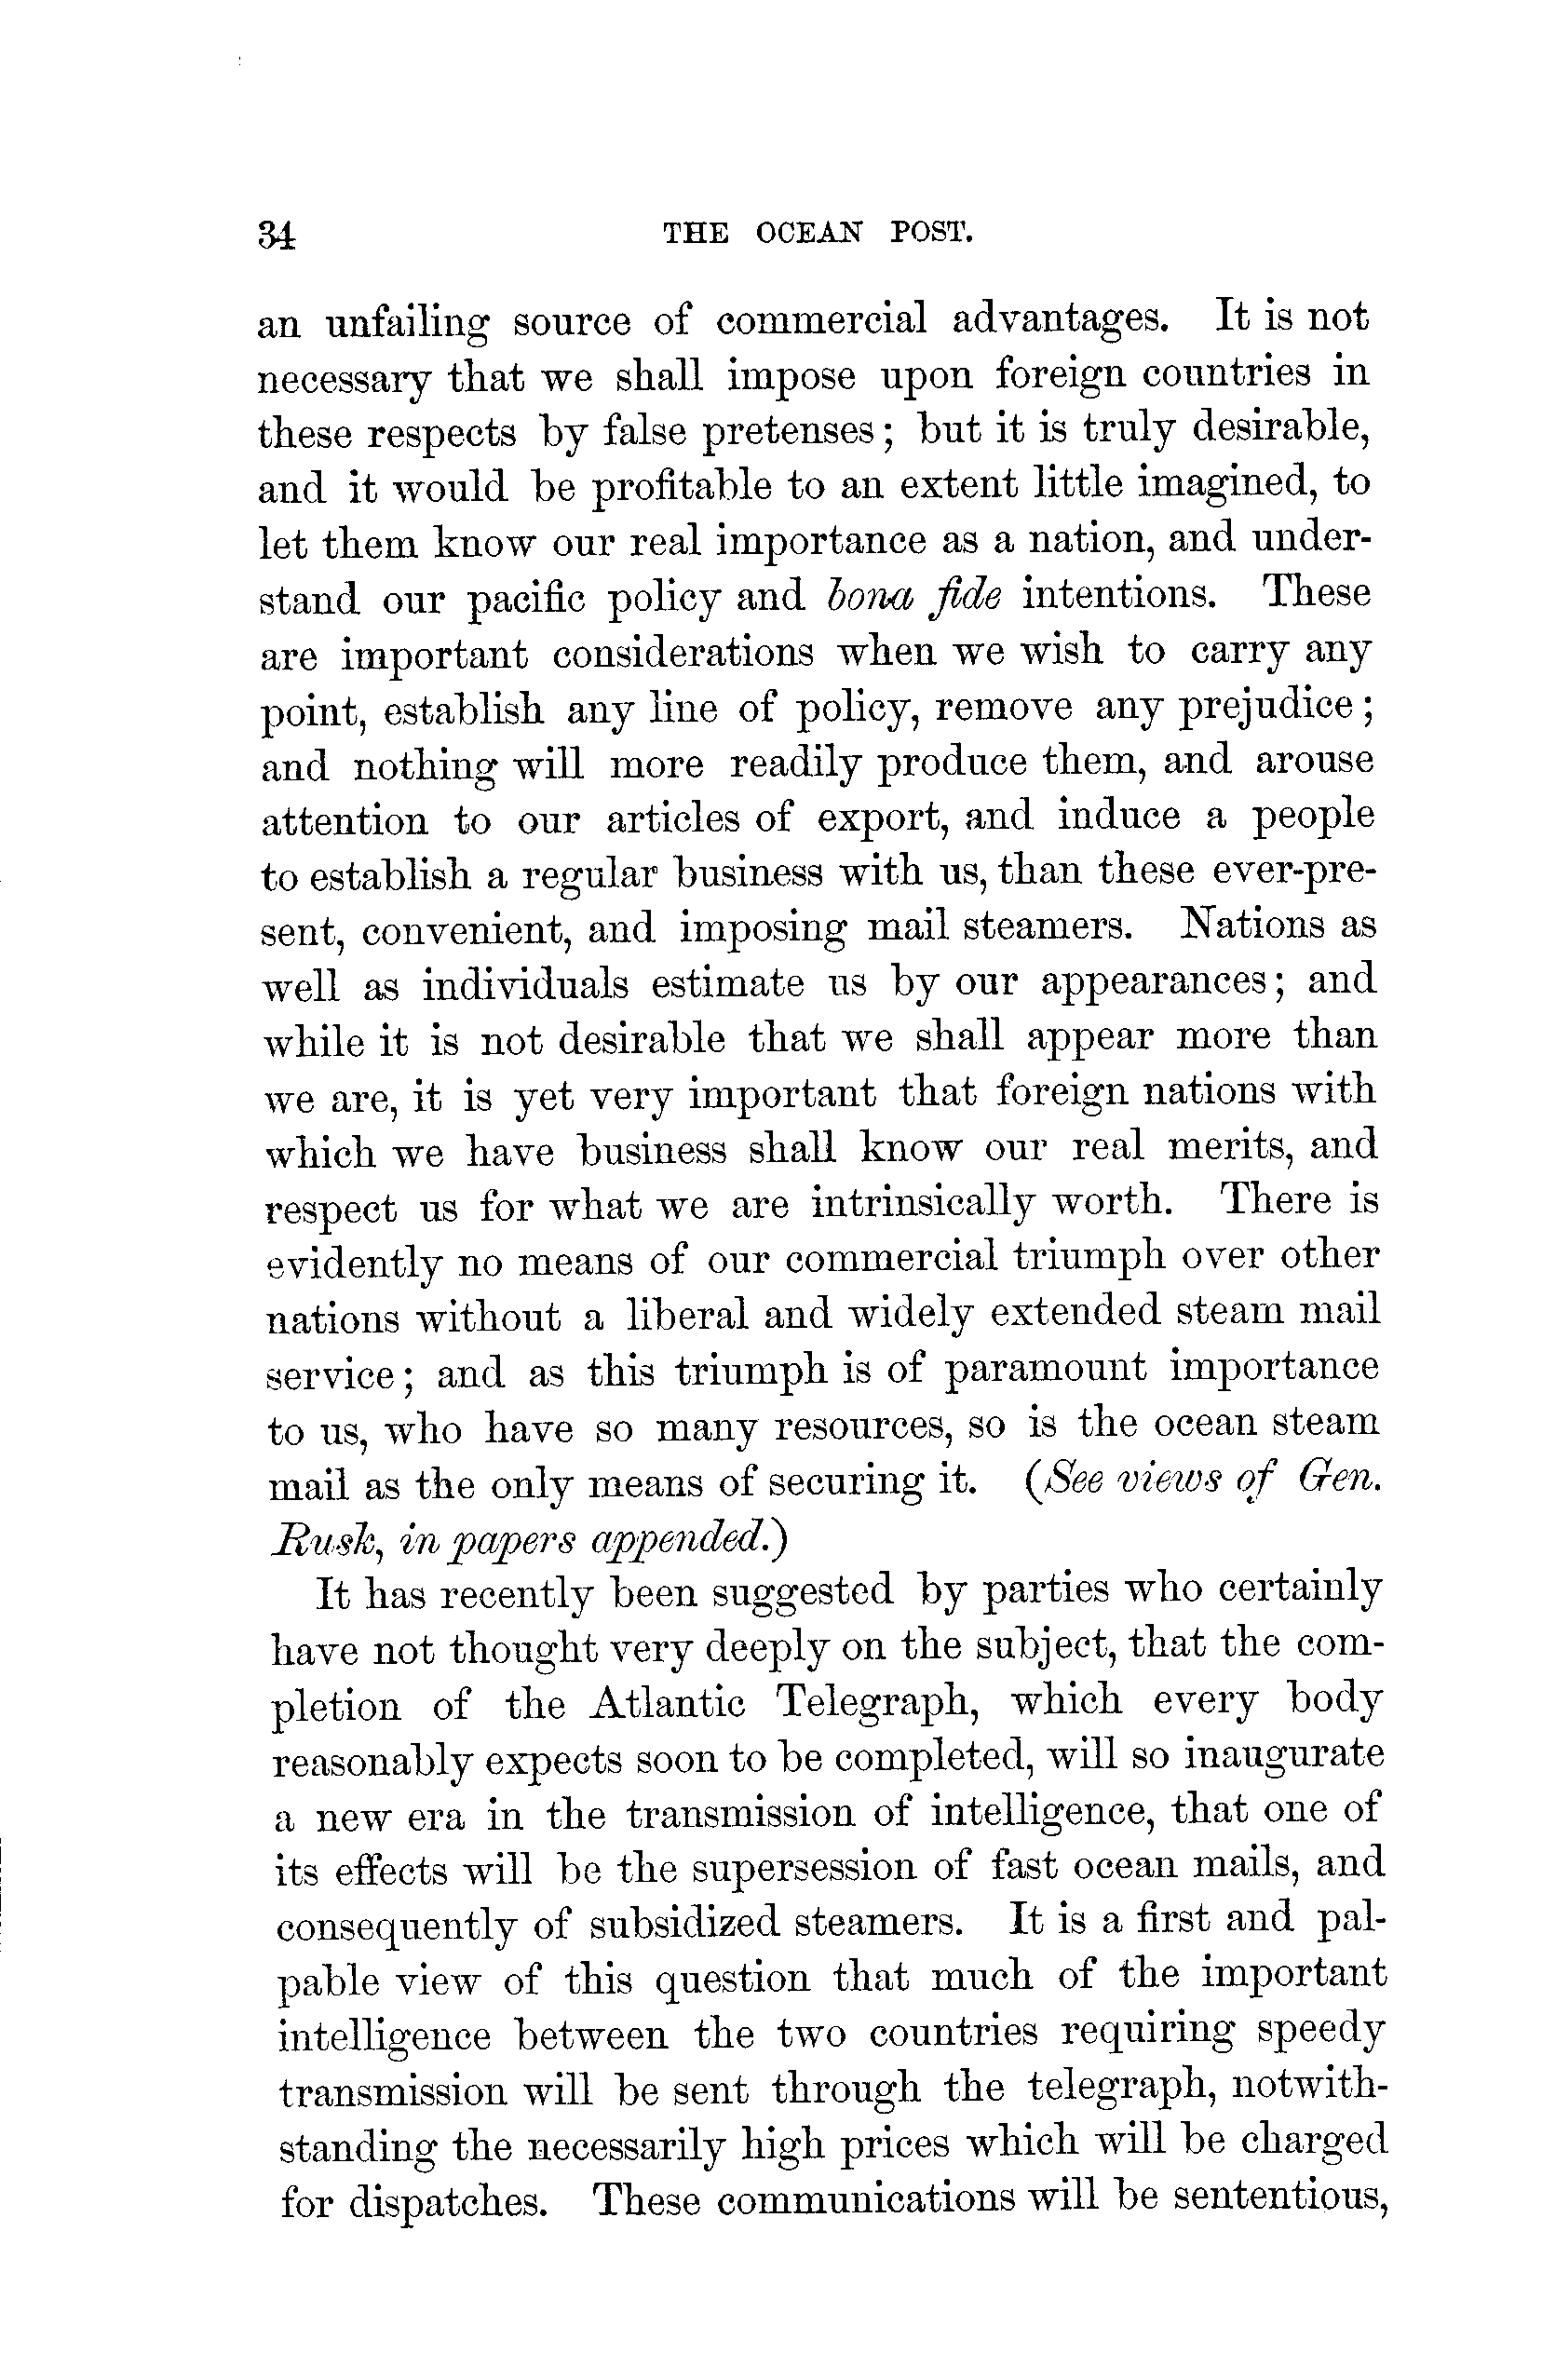 34 THE OCEAN POST.
an unfailing source of commercial advantages. It is not
necessary that we shall impose upon foreign countries in
these respects by false pretenses; but it is truly desirable,
and it would be profitable to an extent little imagined, to
let them know our real importance as a nation, and under-
stand our pacific policy and bona fide intentions. These
are important considerations when we wish to carry any
point, establish any line of policy, remove any prejudice;
and nothing will more readily produce them, and arouse
attention to our articles of export, and induce a people
to establish a regular business with us, than these ever-pre-
sent, convenient, and imposing mail steamers. Nations as
well as individuals estimate us by our appearances; and
while it is not desirable that we shall appear more than
we are, it is yet very important that foreign nations with
which we have business shall know our real merits, and
respect us for what we are intrinsically worth. There is
evidently no means of our commercial triumph over other
nations without a liberal and widely extended steam mail
service; and as this triumph is of paramount importance
to us, who have so many resources, so is the ocean steam
mail as the only means of securing it. (See views of Gen.
Rusk, in papers appended.)
It has recently been suggested by parties who certainly
have not thought very deeply on the subject, that the com-
pletion of the Atlantic Telegraph, which every body
reasonably expects soon to be completed, will so inaugurate
a new era in the transmission of intelligence, that one of
its effects will be the supersession of fast ocean mails, and
consequently of subsidized steamers. It is a first and pal-
pable view of this question that much of the important
intelligence between the two countries requiring speedy
transmission will be sent through the telegraph, notwith-
standing the necessarily high prices which will be charged
for dispatches. These communications will be sententious,